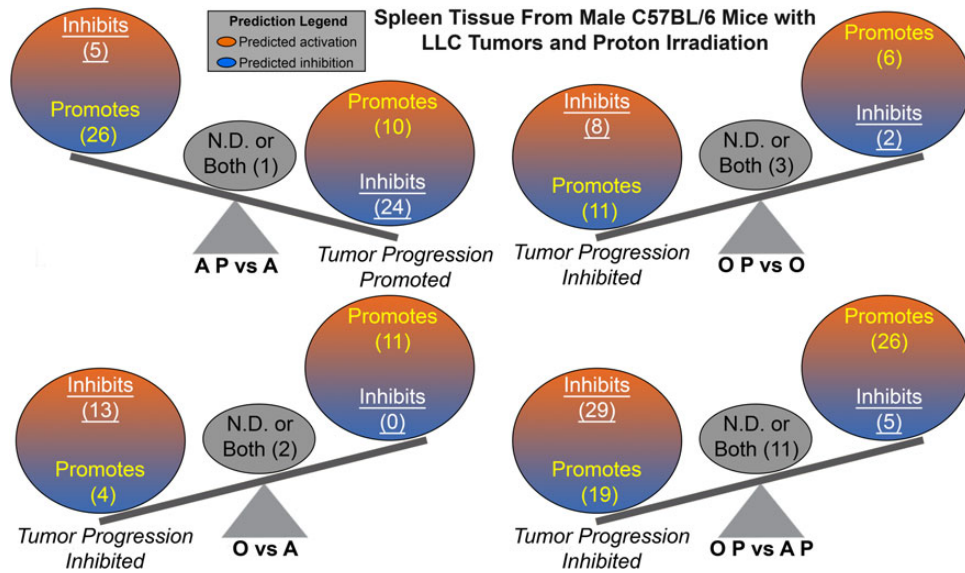 Prediction Legend
Predicted activation
Predicted inhibition
Spleen Tissue From Male C57BL/6 Mice with
LLC Tumors and Proton Irradiation
Inhibits
(5)
Promotes
(26)
N.D. or
Both (1)
Promotes
(10)
Inhibits
(24)
A P vs A
Tumor Progression
Promoted
Inhibits
(8)
Promotes
(11)
N.D. or
Both (3)
Promotes
(6)
Inhibits
(2)
Tumor Progression
Inhibited
O P vs O
Inhibits
(13)
Promotes
(4)
N.D. or
Both (2)
Promotes
(11)
Inhibits
(0)
Tumor Progression
Inhibited
O vs A
Inhibits
(29)
Promotes
(19)
N.D. or
Both (11)
Promotes
(26)
Inhibits
(5)
Tumor Progression
Inhibited
O P vs A P